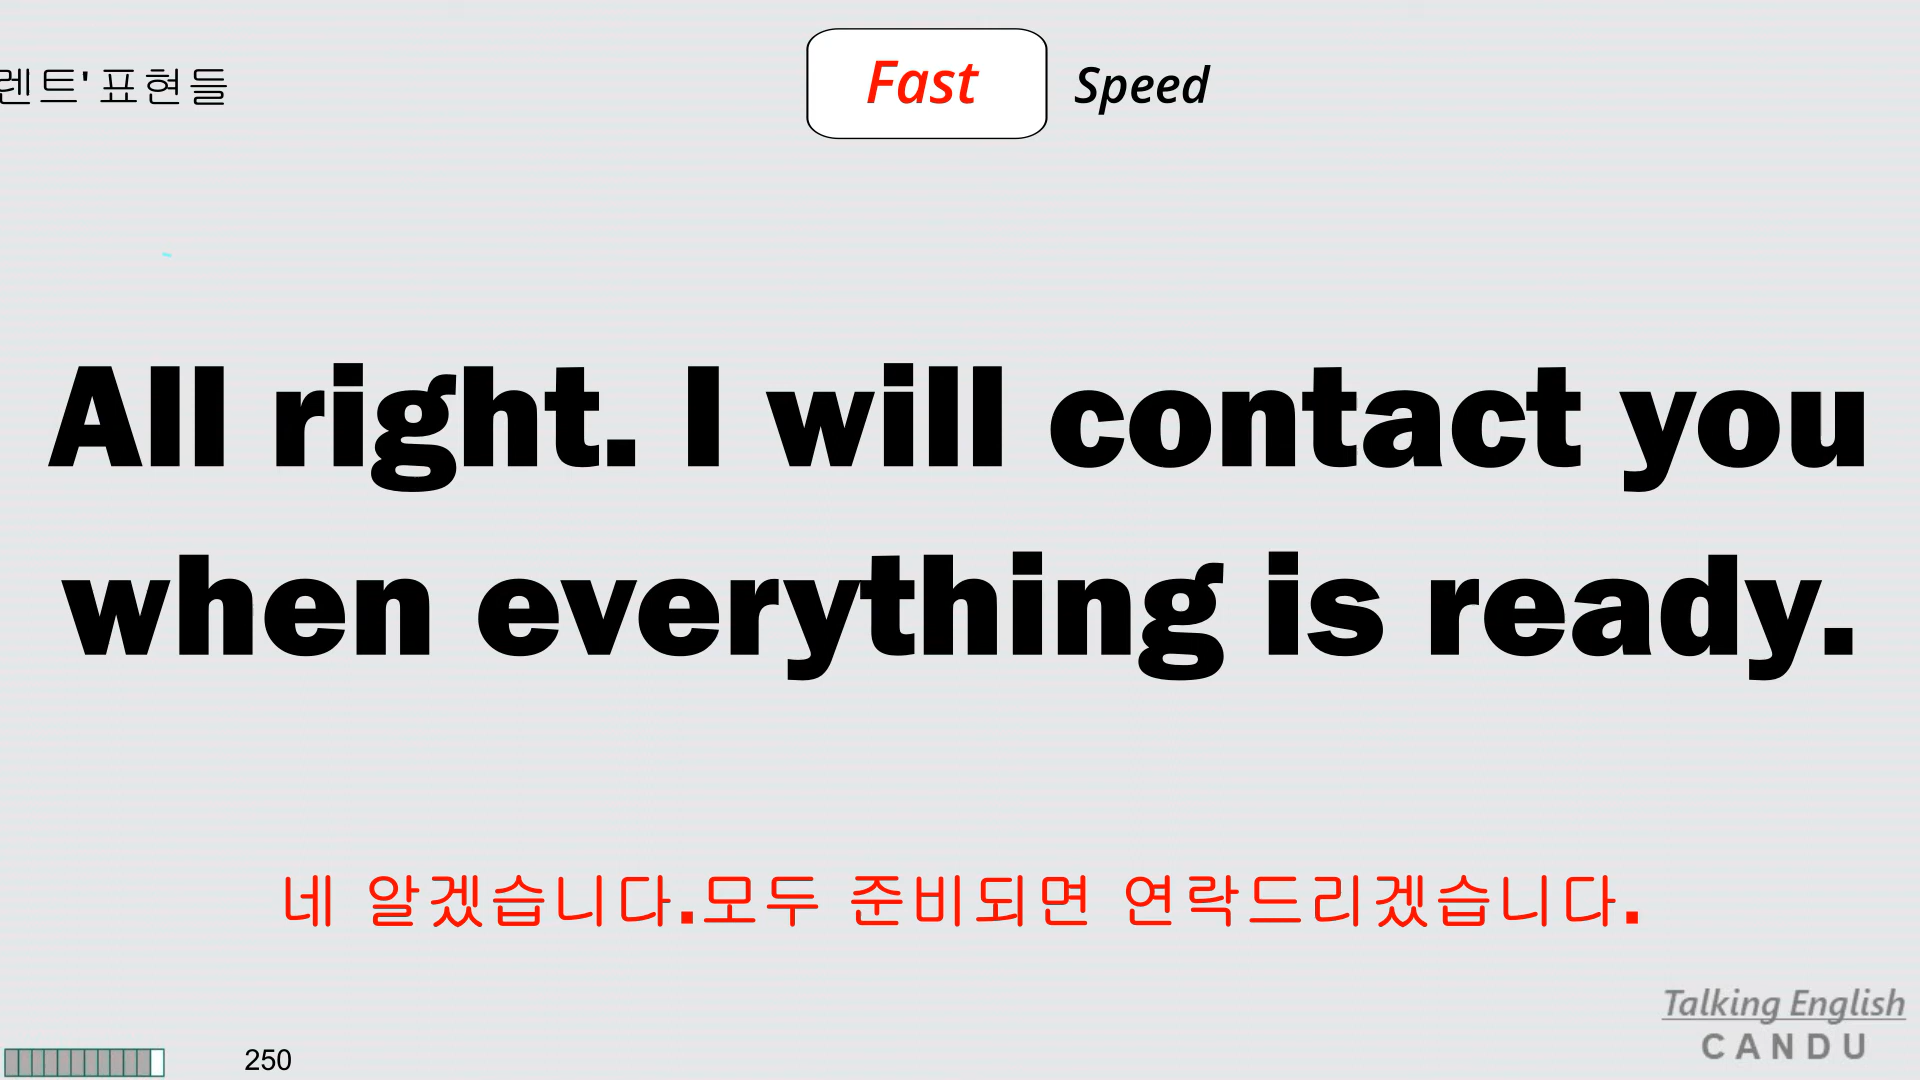 렌트' 표현들
Fast Speed
All right. I will contact you
when everything is ready.
네 알겠습니다.모두 준비되면 연락드리겠습니다.
Talking English
CANDU
250